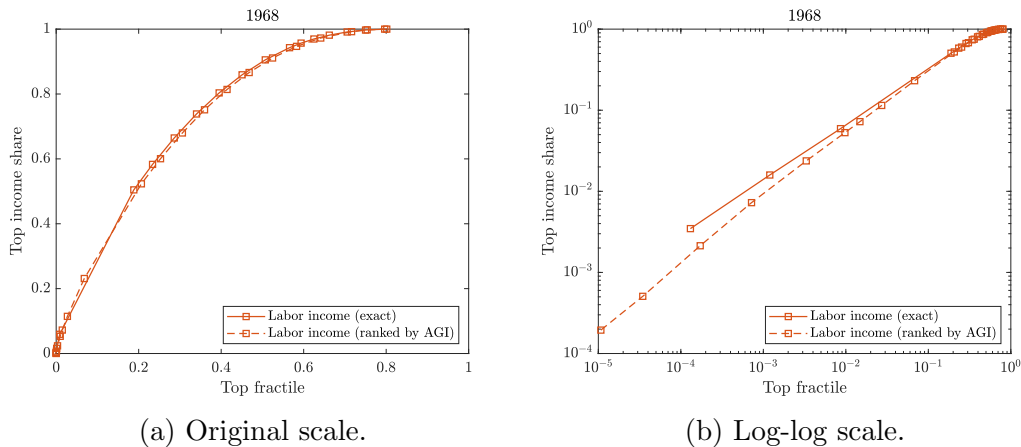 1968
1
0.8
0.6
0.4
0.2
0
0
0.2
0.4
0.6
0.8
1
Top income share
Top fractile
Labor income (exact)
Labor income (ranked by AGI)
(a) Original scale.
1968
10^0
10^-1
10^-2
10^-3
10^-4
10^-5
10^-4
10^-3
10^-2
10^-1
10^0
Top income share
Top fractile
Labor income (exact)
Labor income (ranked by AGI)
(b) Log-log scale.